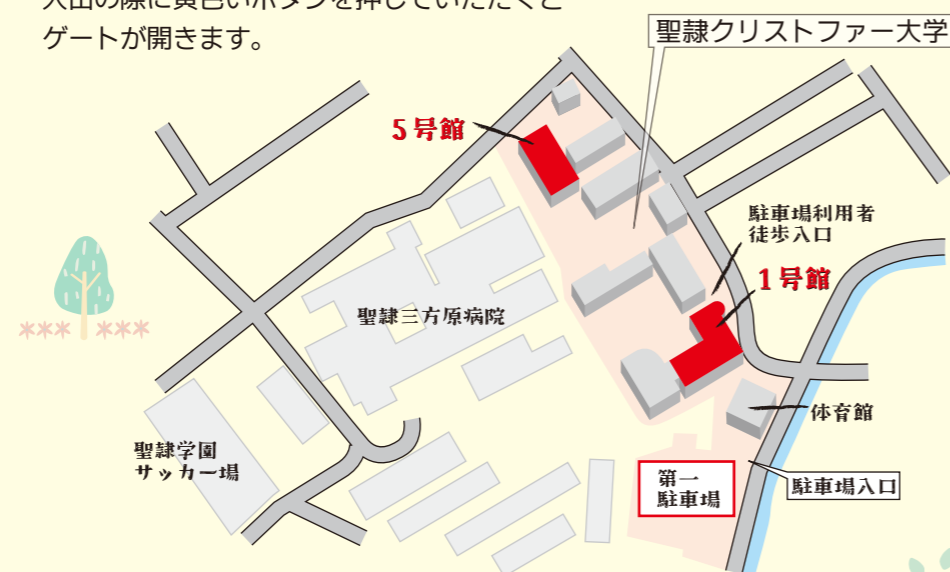 ゲートが開きます。
聖隷クリストファー大学
5号館
駐車場利用者
徒歩入口
1号館
聖隷三方原病院
体育館
聖隷学園
サッカー場
第一
駐車場
駐車場入口